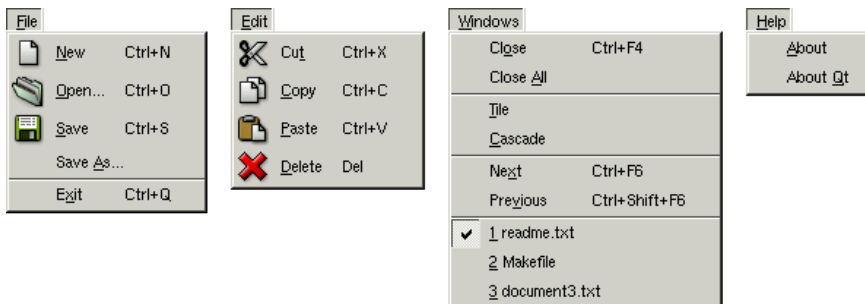 File
New Ctrl+N
Open... Ctrl+O
Save Ctrl+S
Save As...
Exit Ctrl+Q
Edit
Cut Ctrl+X
Copy Ctrl+C
Paste Ctrl+V
Delete Del
Windows
Close Ctrl+F4
Close All
Tile
Cascade
Next Ctrl+F6
Previous Ctrl+Shift+F6
1 readme.txt
2 Makefile
3 document3.txt
Help
About
About Qt